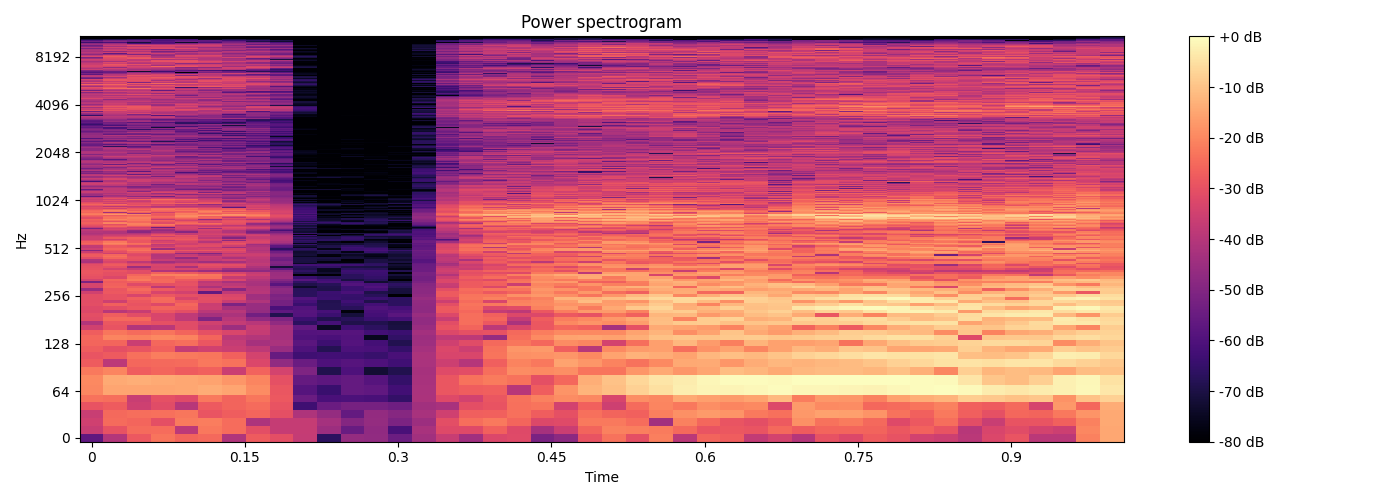 Power spectrogram
Hz
8192
4096
2048
1024
512
256
128
64
0
0 0.15 0.3 0.45 0.6 0.75 0.9
Time
+0 dB
-10 dB
-20 dB
-30 dB
-40 dB
-50 dB
-60 dB
-70 dB
-80 dB